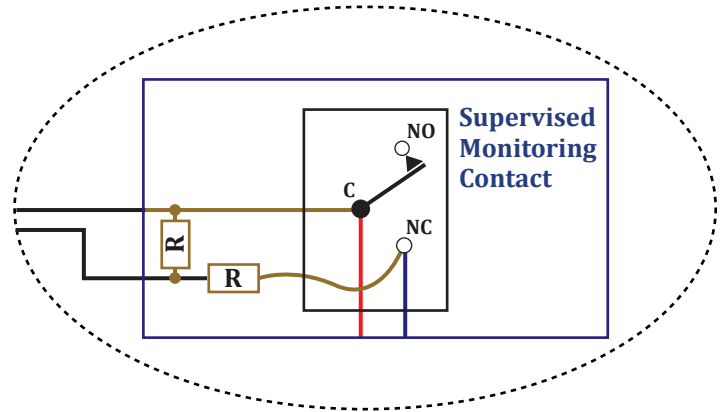 Supervised
Monitoring
Contact
NO
C
NC
R
R